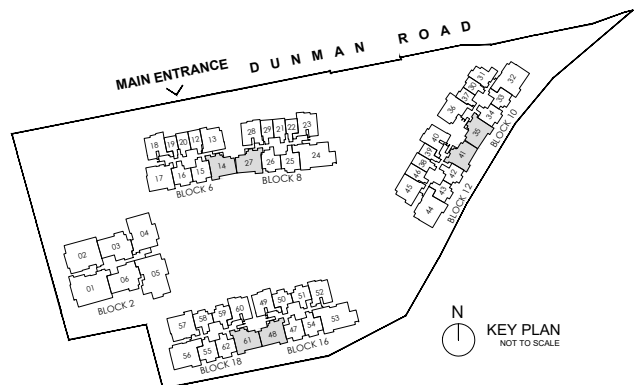 DUNMAN ROAD
MAIN ENTRANCE
18 19 20 12 13
28 29 21 22 23
17 16 15 14 27 26 25 24
BLOCK 6
BLOCK 8
31
30
32
37
33
36
34
35
BLOCK 10
40
41
39
38
42
46
45
43
44
BLOCK 12
04
03
02
05
06
01
BLOCK 2
57 58 59 60 49 50 51 52
56 55 62 61 48 47 54 53
BLOCK 18
BLOCK 16
N
KEY PLAN
NOT TO SCALE